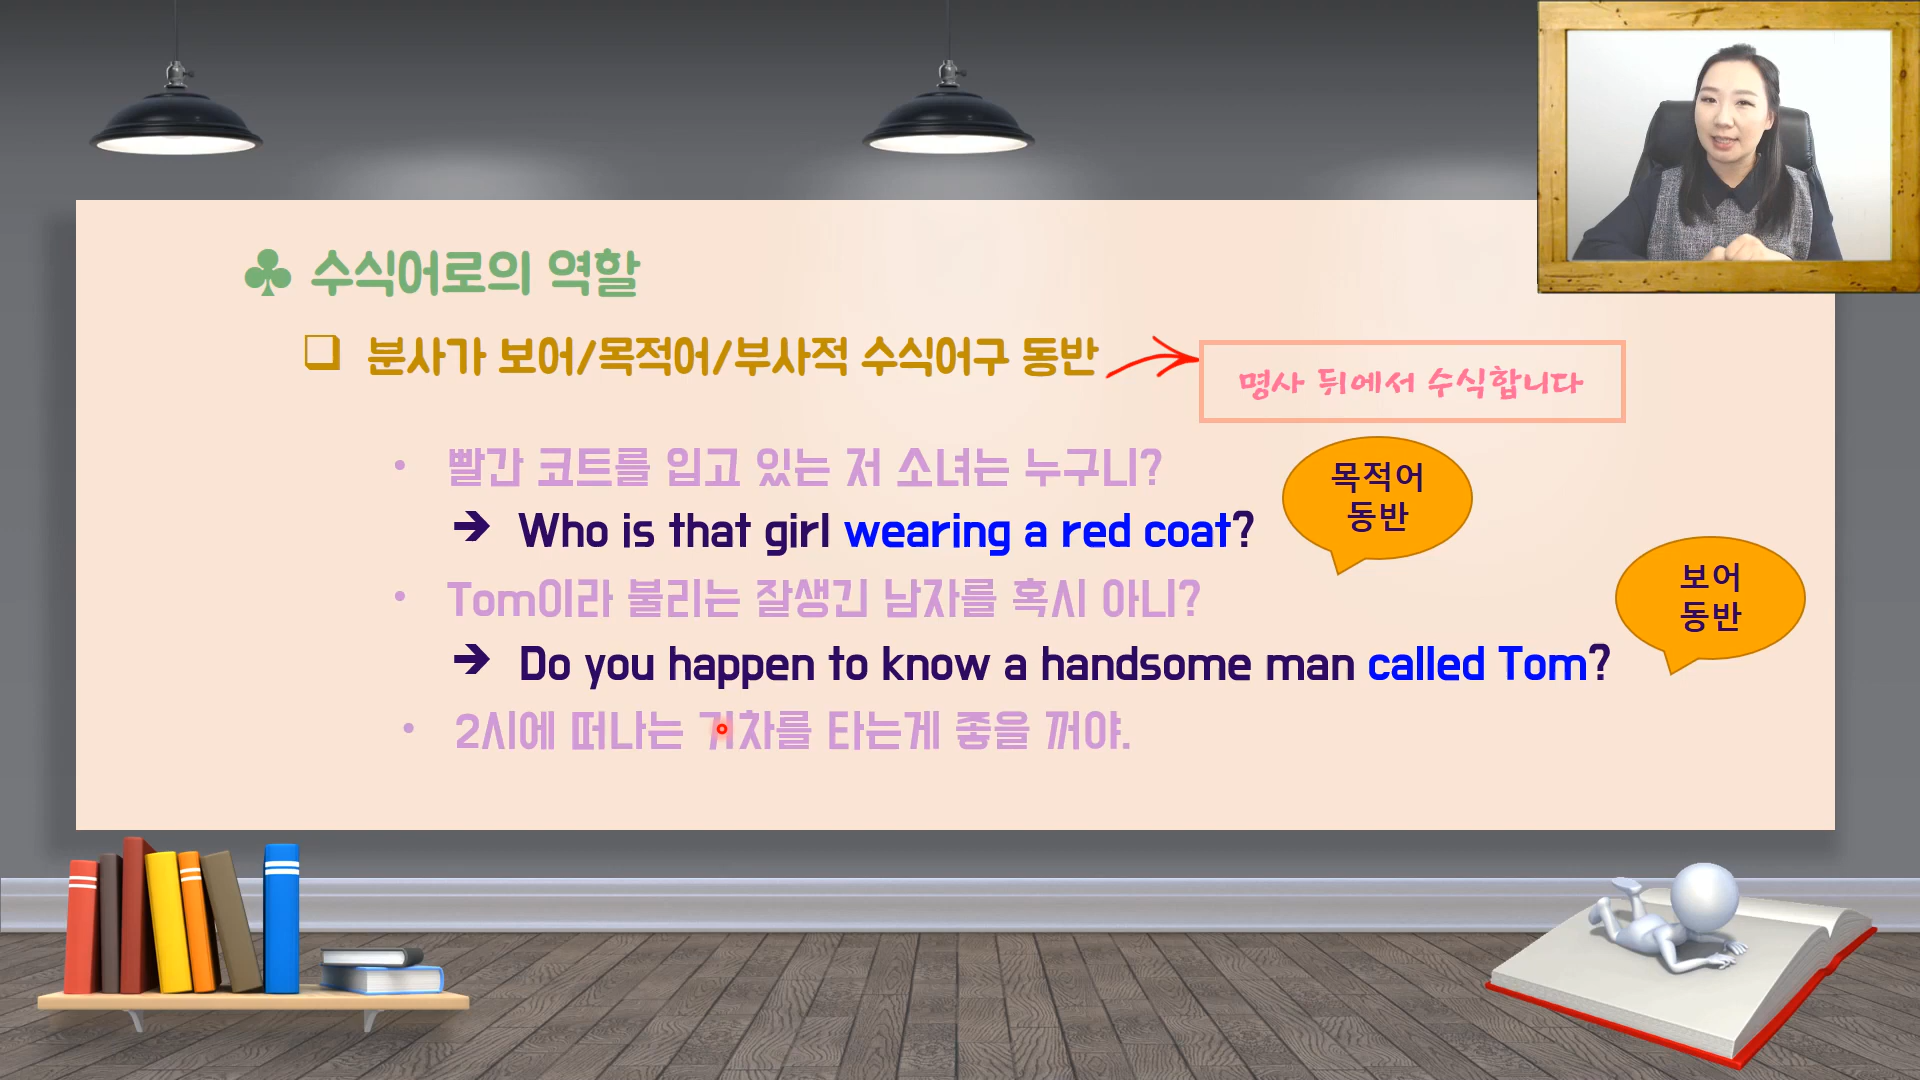 ♣ 수식어로의 역할
❑ 분사가 보어/목적어/부사적 수식어구 동반
명사 뒤에서 수식합니다
• 빨간 코트를 입고 있는 저 소녀는 누구니?
목적어
동반
➔ Who is that girl wearing a red coat?
• Tom이라 불리는 잘생긴 남자를 혹시 아니?
보어
동반
➔ Do you happen to know a handsome man called Tom?
• 2시에 떠나는 기차를 타는게 좋을 꺼야.